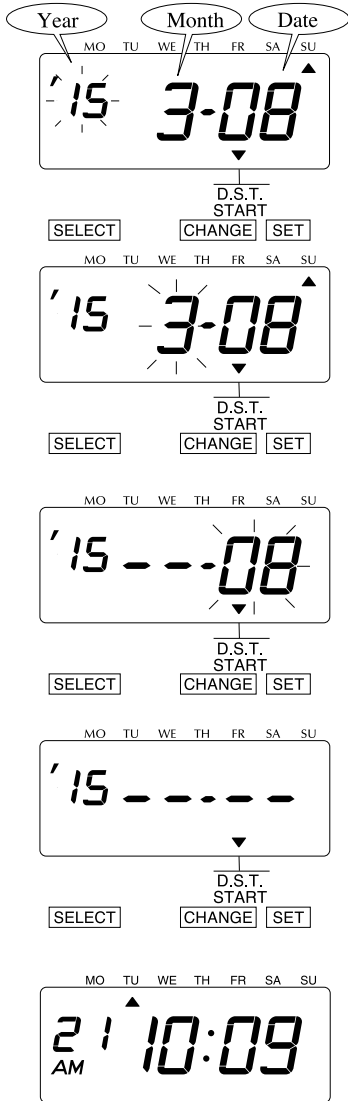 Year Month Date
MO TU WE TH FR SA SU
'15 3-08
D.S.T.
START
SELECT CHANGE SET
MO TU WE TH FR SA SU
'15 3-08
D.S.T.
START
SELECT CHANGE SET
MO TU WE TH FR SA SU
'15 -- - 08
D.S.T.
START
SELECT CHANGE SET
MO TU WE TH FR SA SU
'15 -- - --
D.S.T.
START
SELECT CHANGE SET
MO TU WE TH FR SA SU
21 10:09
AM